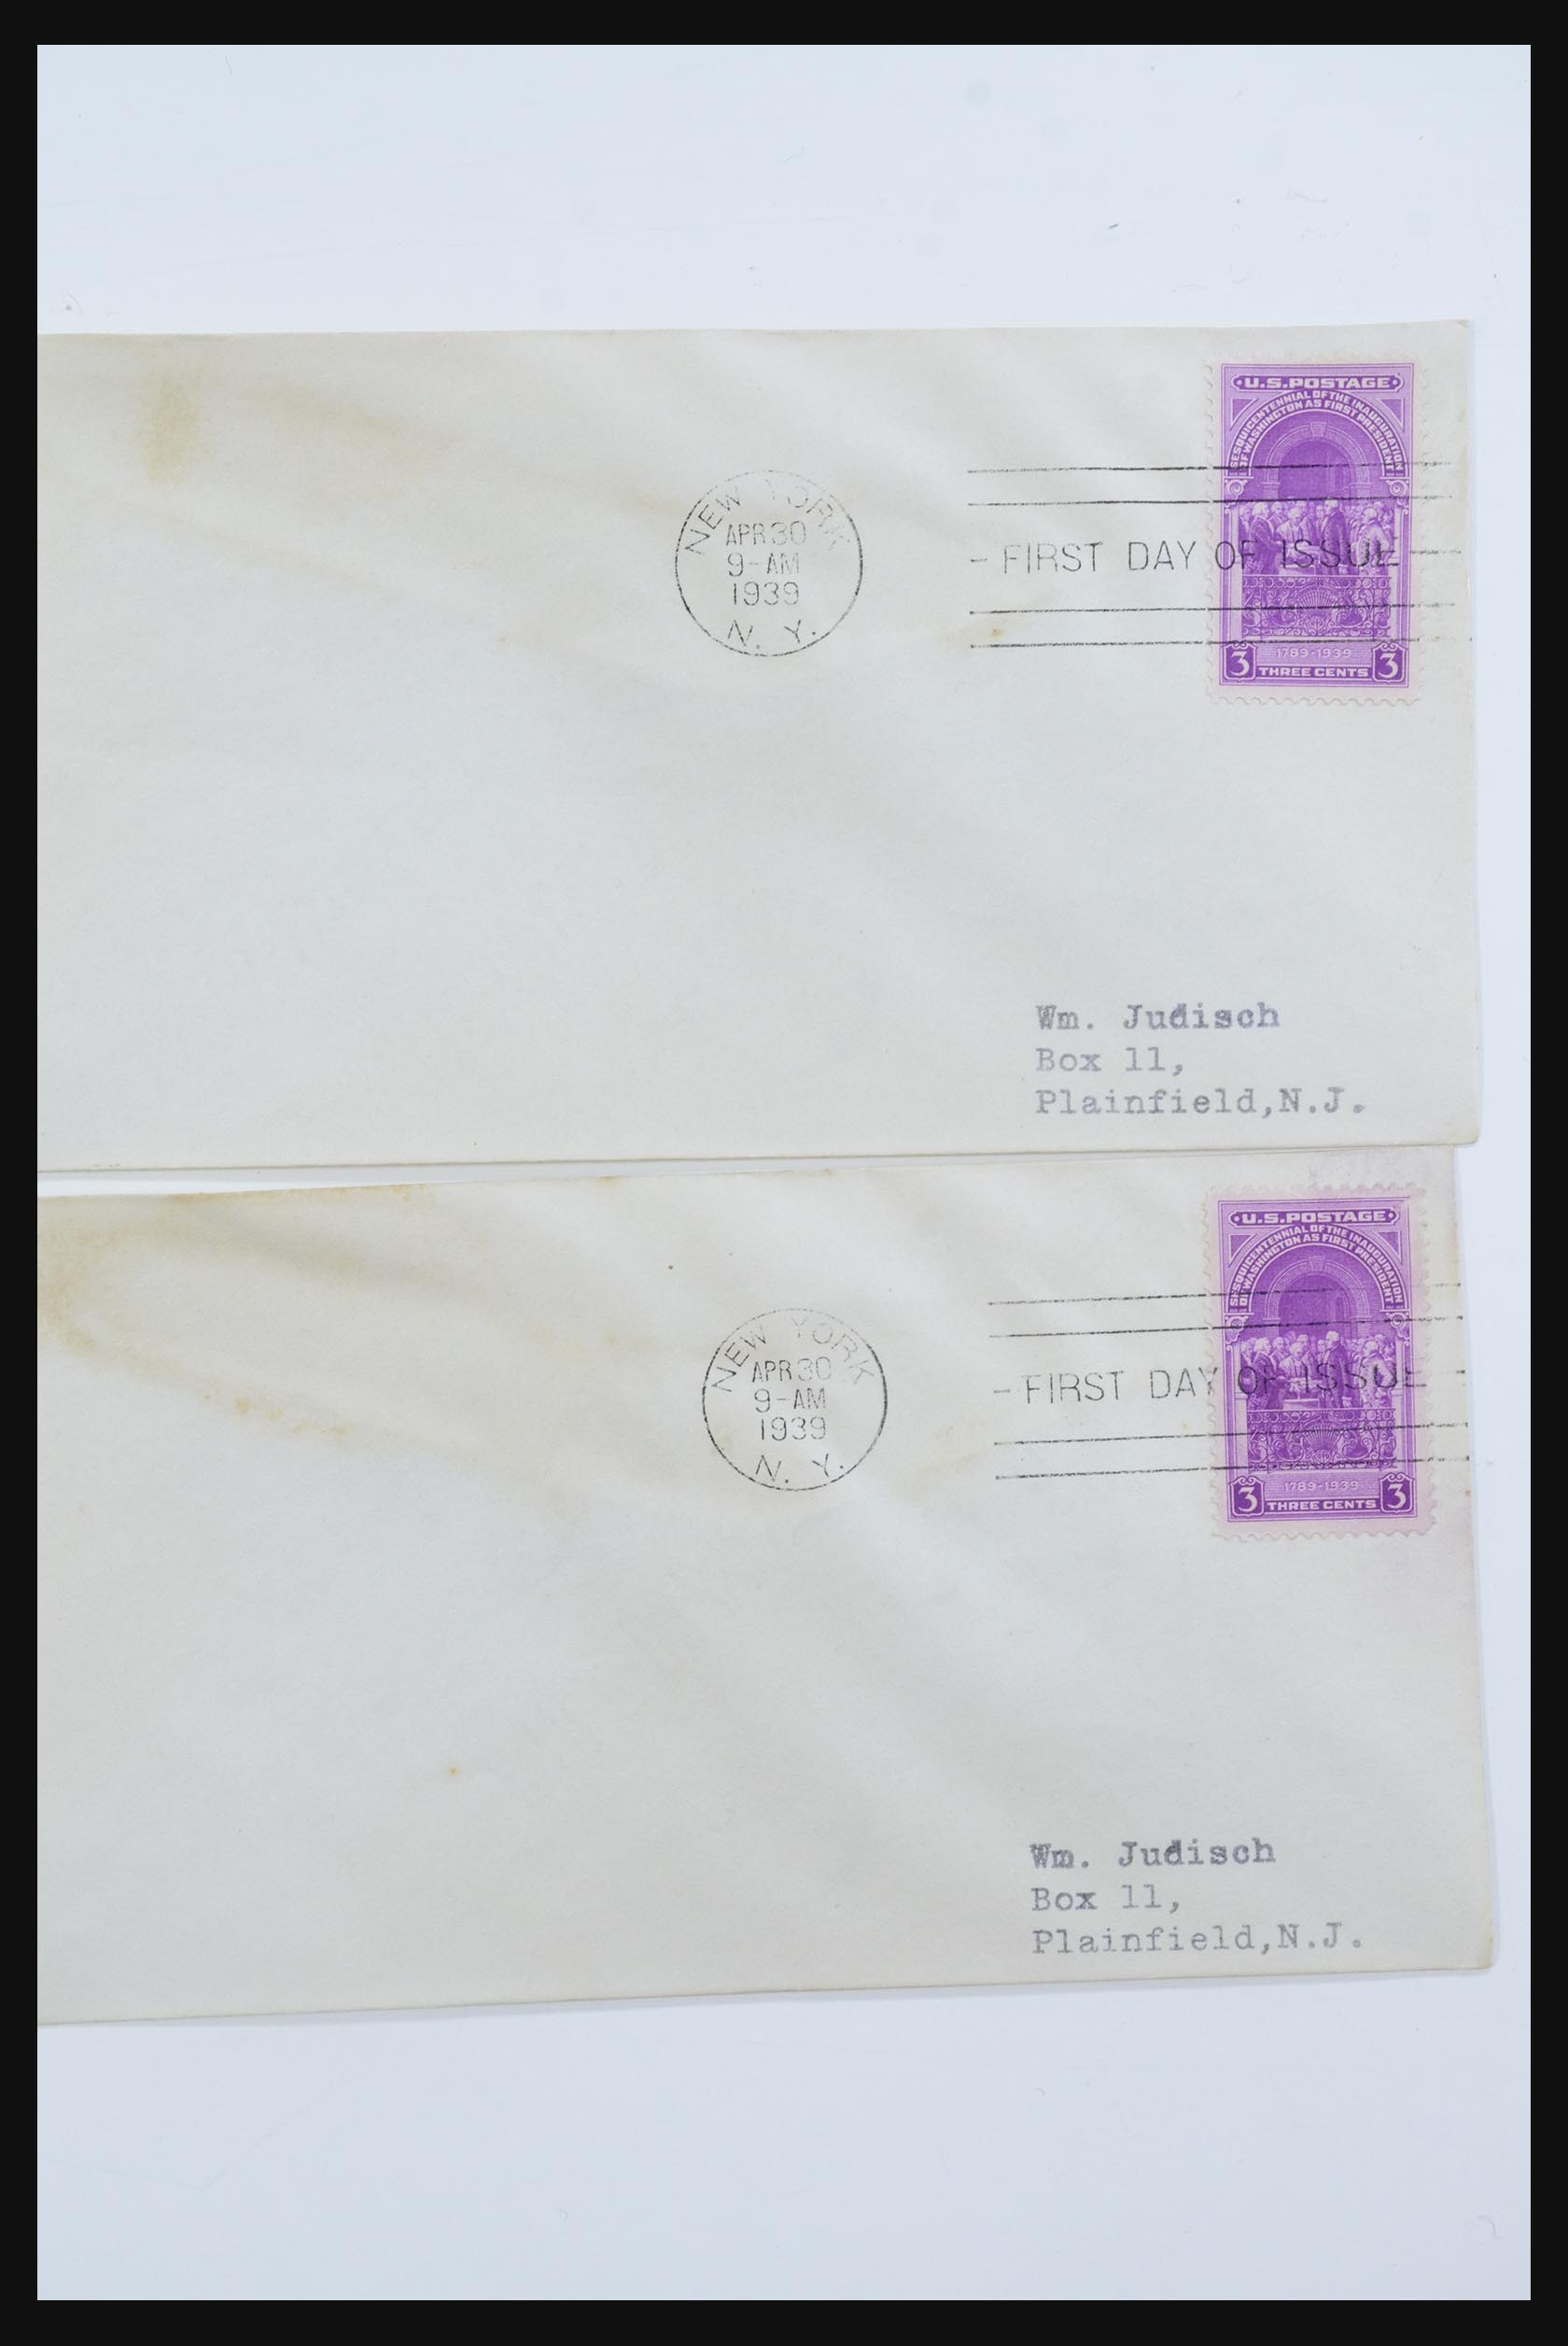 U.S.POSTAGE
SESQUICENTENNIAL OF THE INAUGURATION
OF WASHINGTON AS FIRST PRESIDENT
NEW YORK
APR 30
9-AM
1939
N. Y.
FIRST DAY OF ISSUE
1789-1939
3 THREE CENTS 3
Wm. Judisch
Box 11,
Plainfield,N.J.
U.S.POSTAGE
SESQUICENTENNIAL OF THE INAUGURATION
OF WASHINGTON AS FIRST PRESIDENT
NEW YORK
APR 30
9-AM
1939
N. Y.
FIRST DAY OF ISSUE
1789-1939
3 THREE CENTS 3
Wm. Judisch
Box 11,
Plainfield,N.J.